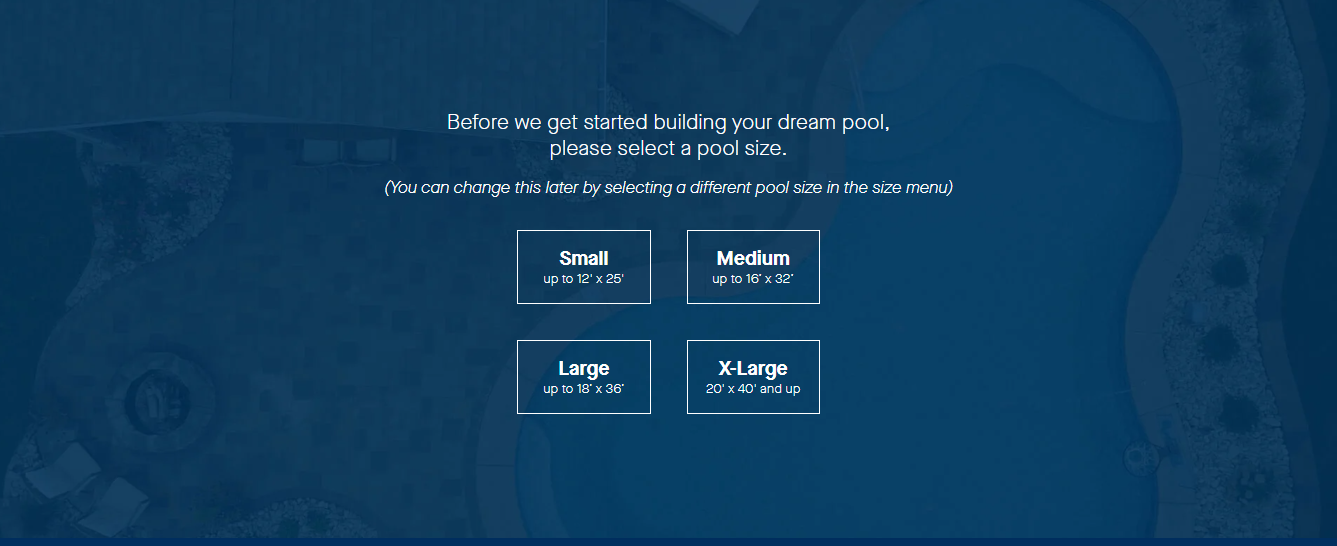 Before we get started building your dream pool,
please select a pool size.
(You can change this later by selecting a different pool size in the size menu)
Small
up to 12' x 25'
Medium
up to 16' x 32'
Large
up to 18' x 36'
X-Large
20' x 40' and up